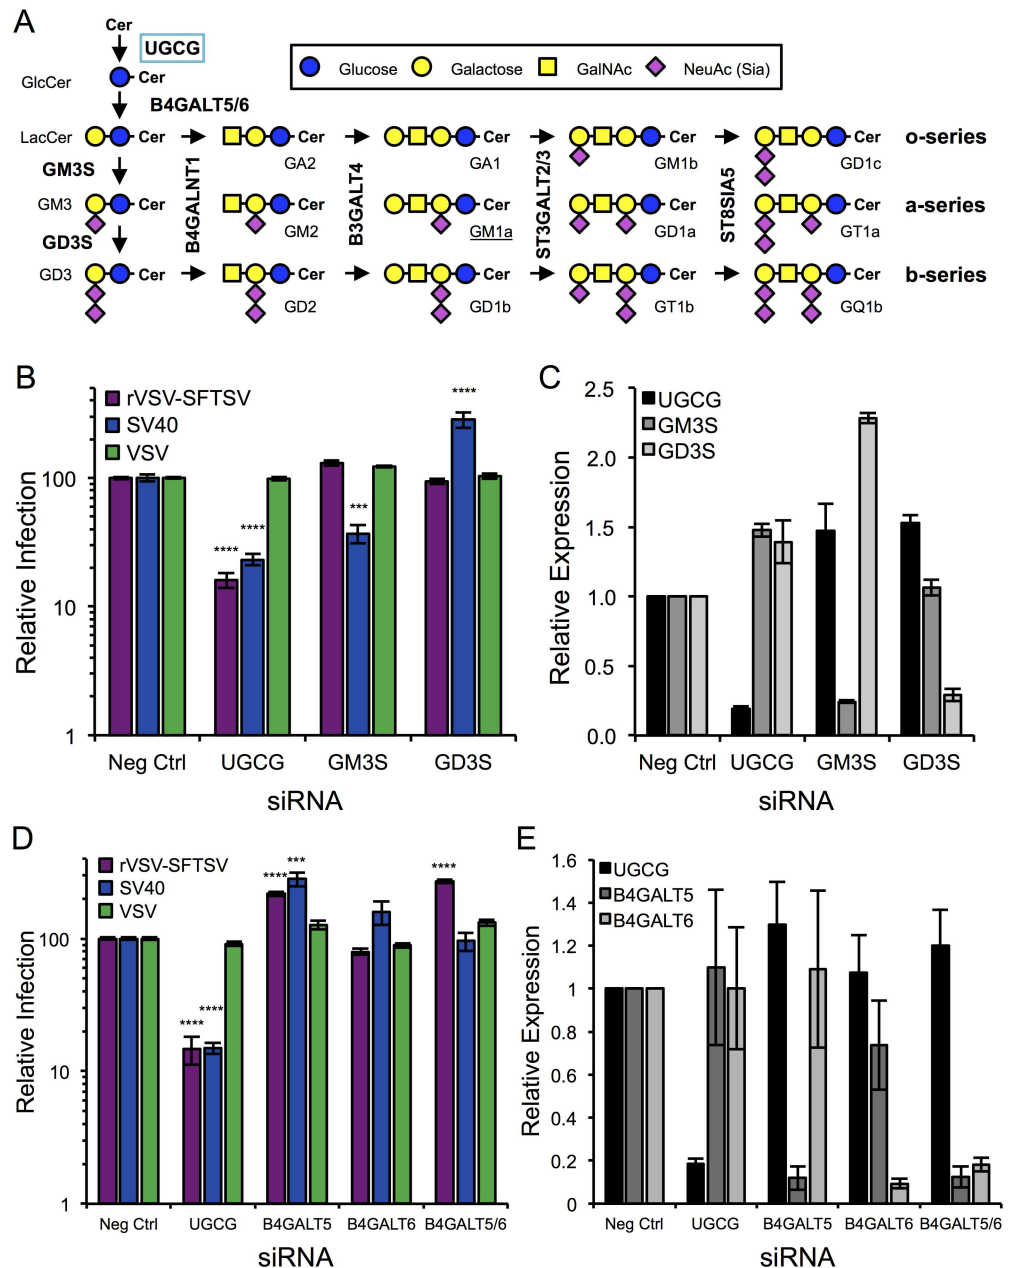 A
Cer
UGCG
Glucose Galactose GalNAc NeuAc (Sia)
GlcCer Cer
B4GALT5/6
LacCer Cer Cer Cer Cer Cer o-series
GM3S B4GALNT1 GA2 B3GALT4 GA1 ST3GALT2/3 GM1b ST8SIA5 GD1c
GM3 Cer Cer Cer Cer Cer a-series
GM2 GM1a GD1a GT1a
GD3S
GD3 Cer Cer Cer Cer Cer b-series
GD2 GD1b GT1b GQ1b
B
rVSV-SFTSV
SV40
VSV
****
100
***
****
****
10
1
Relative Infection
Neg Ctrl UGCG GM3S GD3S
siRNA
C
2.5
UGCG
GM3S
GD3S
2.0
1.5
1.0
0.5
0.0
Relative Expression
Neg Ctrl UGCG GM3S GD3S
siRNA
D
rVSV-SFTSV
SV40
VSV
**** *** ****
100
****
****
10
1
Relative Infection
Neg Ctrl UGCG B4GALT5 B4GALT6 B4GALT5/6
siRNA
E
1.6
UGCG
B4GALT5
B4GALT6
1.4
1.2
1
0.8
0.6
0.4
0.2
0
Relative Expression
Neg Ctrl UGCG B4GALT5 B4GALT6 B4GALT5/6
siRNA